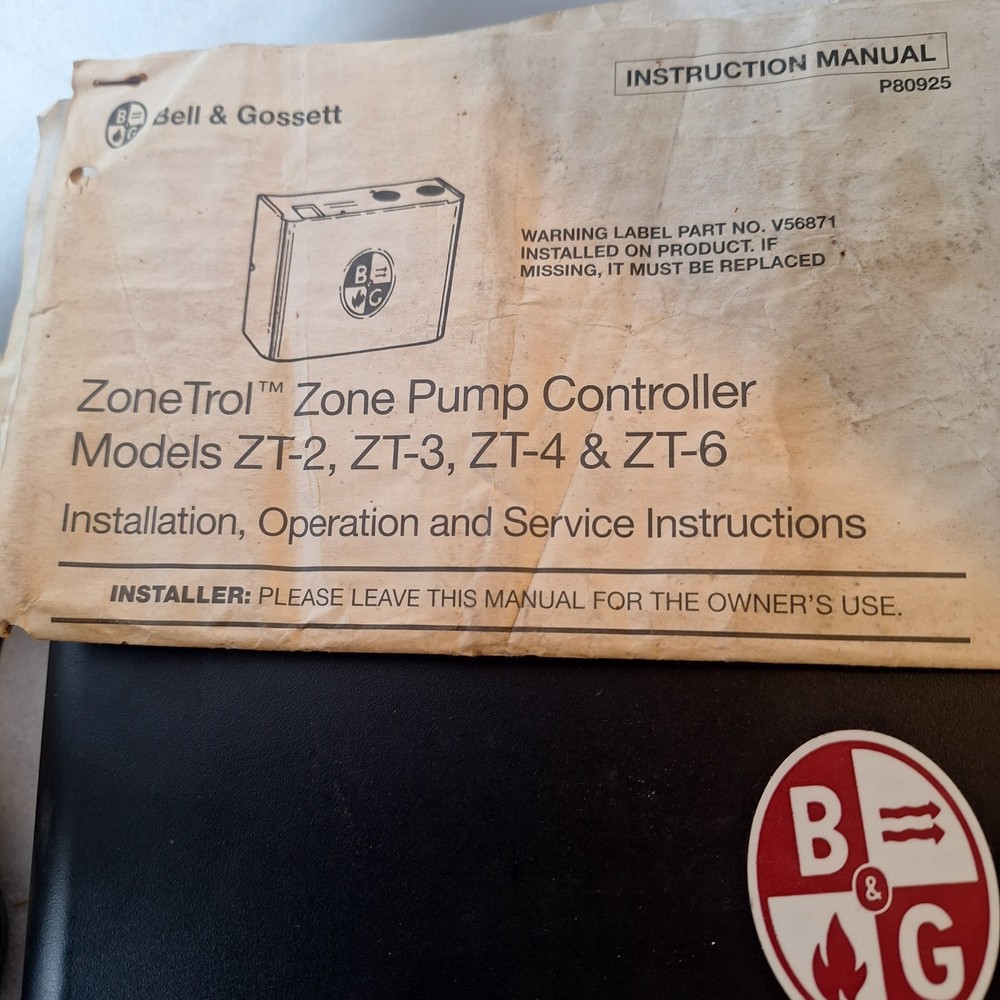 INSTRUCTION MANUAL
P80925
B
&
G
Bell & Gossett
WARNING LABEL PART NO. V56871
INSTALLED ON PRODUCT. IF
MISSING, IT MUST BE REPLACED
B
&
G
ZoneTrol™ Zone Pump Controller
Models ZT-2, ZT-3, ZT-4 & ZT-6
Installation, Operation and Service Instructions
INSTALLER: PLEASE LEAVE THIS MANUAL FOR THE OWNER'S USE.
B
&
G